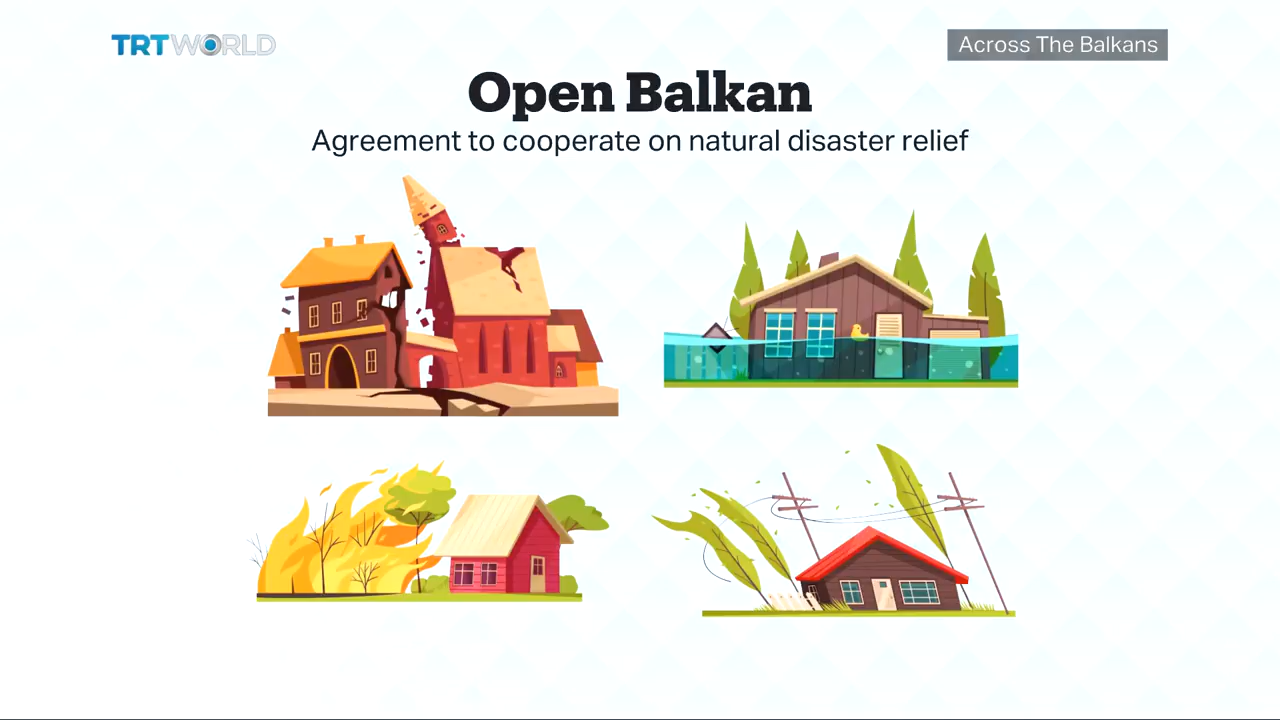 TRT WORLD
Across The Balkans
Open Balkan
Agreement to cooperate on natural disaster relief